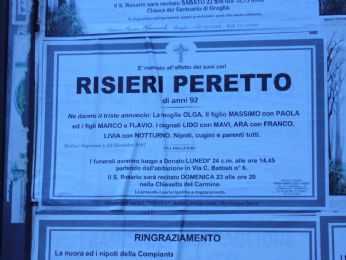 Il S. Rosario sarà recitato SABATO 22 alle ore
Chiesa del Santuario di Graglia.
E' mancato all'affetto dei suoi cari
RISIERI PERETTO
di anni 92
Ne danno il triste annuncio: La moglie OLGA. Il figlio MASSIMO con PAOLA
ed i figli MARCO e FLAVIO. I cognati LIDO con MAVI, ARA con FRANCO,
LIVIA con NOTTURNO. Nipoti, cugini e parenti tutti.
I funerali avranno luogo a Donato LUNEDI' 24 c.m. alle ore 14,45
partendo dall'abitazione in Via C. Battisti n° 6.
Il S. Rosario sarà recitato DOMENICA 23 alle ore 20
nella Chiesetta del Carmine.
La presente a partecipazione e ringraziamento.
RINGRAZIAMENTO
La nuora ed i nipoti della Compianta